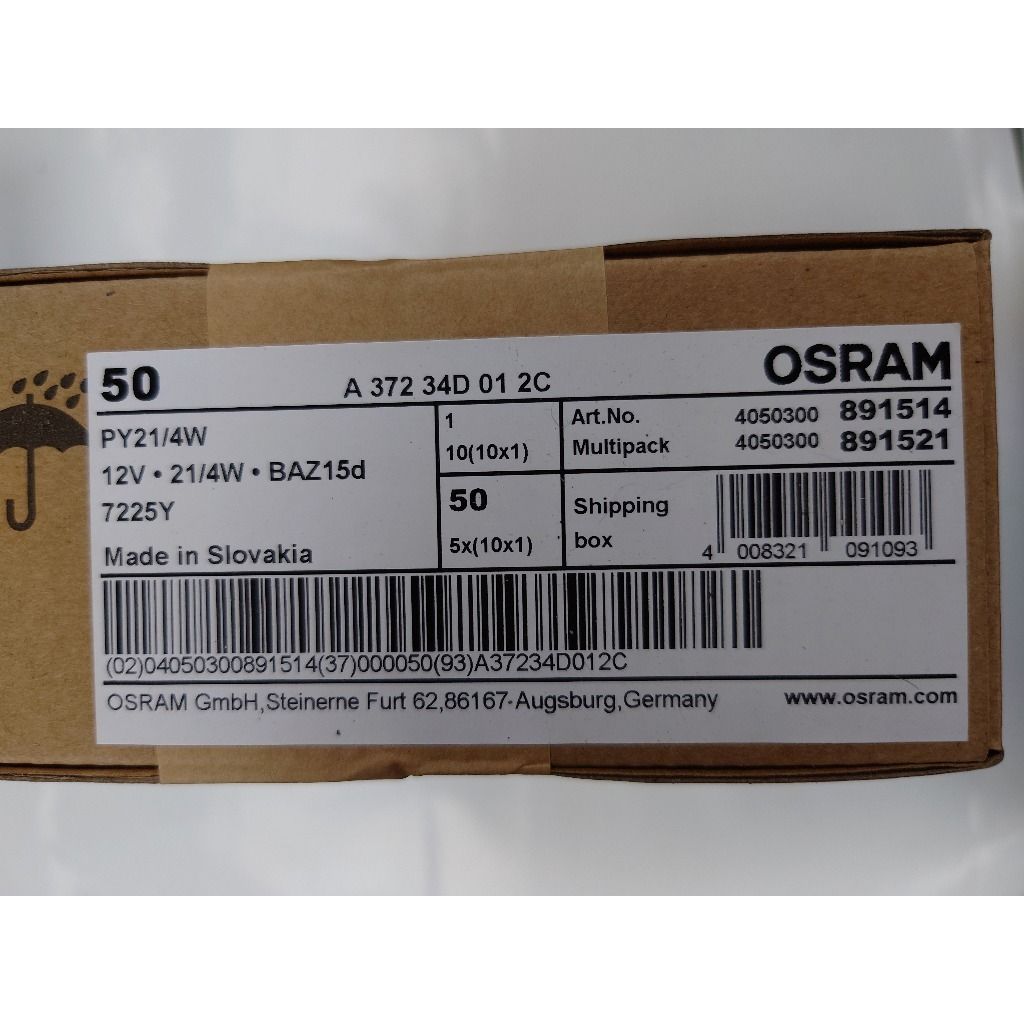 50 A 372 34D 01 2C OSRAM
PY21/4W
12V • 21/4W • BAZ15d
7225Y
Made in Slovakia
1
10(10x1)
50
5x(10x1)
Art.No. 4050300 891514
Multipack 4050300 891521
Shipping
box
4 008321 091093
(02)04050300891514(37)000050(93)A37234D012C
OSRAM GmbH,Steinerne Furt 62,86167-Augsburg,Germany www.osram.com